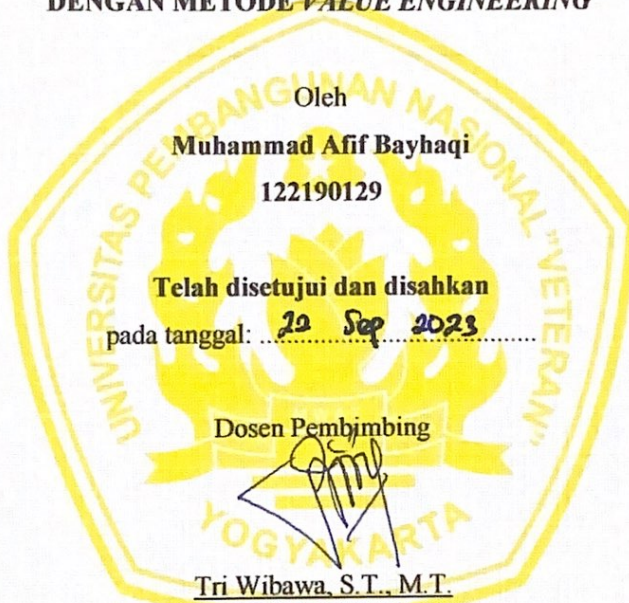 DENGAN METODE VALUE ENGINEERING
Oleh
Muhammad Afif Bayhaqi
122190129
Telah disetujui dan disahkan
pada tanggal: 22 Sep 2023
Dosen Pembimbing
Tri Wibawa, S.T., M.T.
UNIVERSITAS PEMBANGUNAN NASIONAL "VETERAN"
YOGYAKARTA